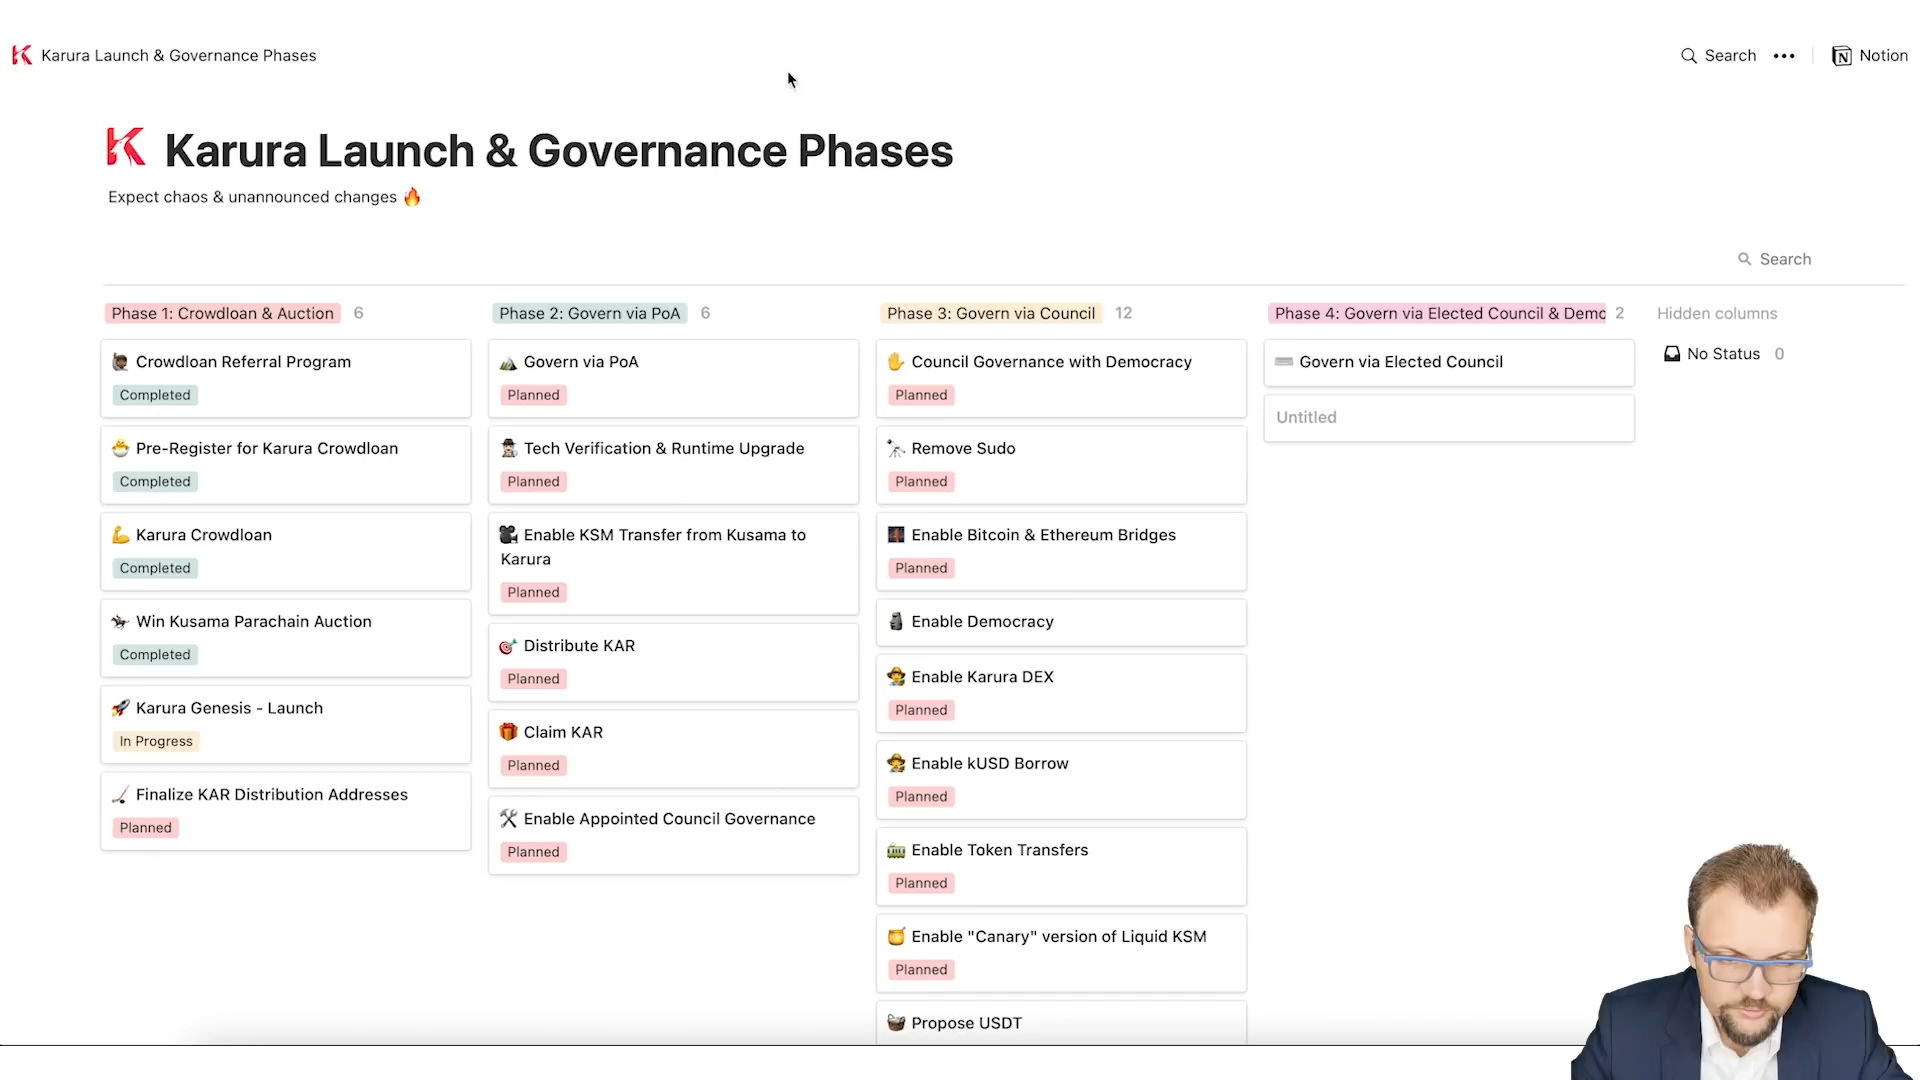 Karura Launch & Governance Phases
Search
Notion
Karura Launch & Governance Phases
Expect chaos & unannounced changes 🔥
Search
Phase 1: Crowdloan & Auction 6
Crowdloan Referral Program
Completed
Pre-Register for Karura Crowdloan
Completed
Karura Crowdloan
Completed
Win Kusama Parachain Auction
Completed
Karura Genesis - Launch
In Progress
Finalize KAR Distribution Addresses
Planned
Phase 2: Govern via PoA 6
Govern via PoA
Planned
Tech Verification & Runtime Upgrade
Planned
Enable KSM Transfer from Kusama to
Karura
Planned
Distribute KAR
Planned
Claim KAR
Planned
Enable Appointed Council Governance
Planned
Phase 3: Govern via Council 12
Council Governance with Democracy
Planned
Remove Sudo
Planned
Enable Bitcoin & Ethereum Bridges
Planned
Enable Democracy
Enable Karura DEX
Planned
Enable kUSD Borrow
Planned
Enable Token Transfers
Planned
Enable "Canary" version of Liquid KSM
Planned
Propose USDT
Phase 4: Govern via Elected Council & Demo 2
Govern via Elected Council
Untitled
Hidden columns
No Status 0